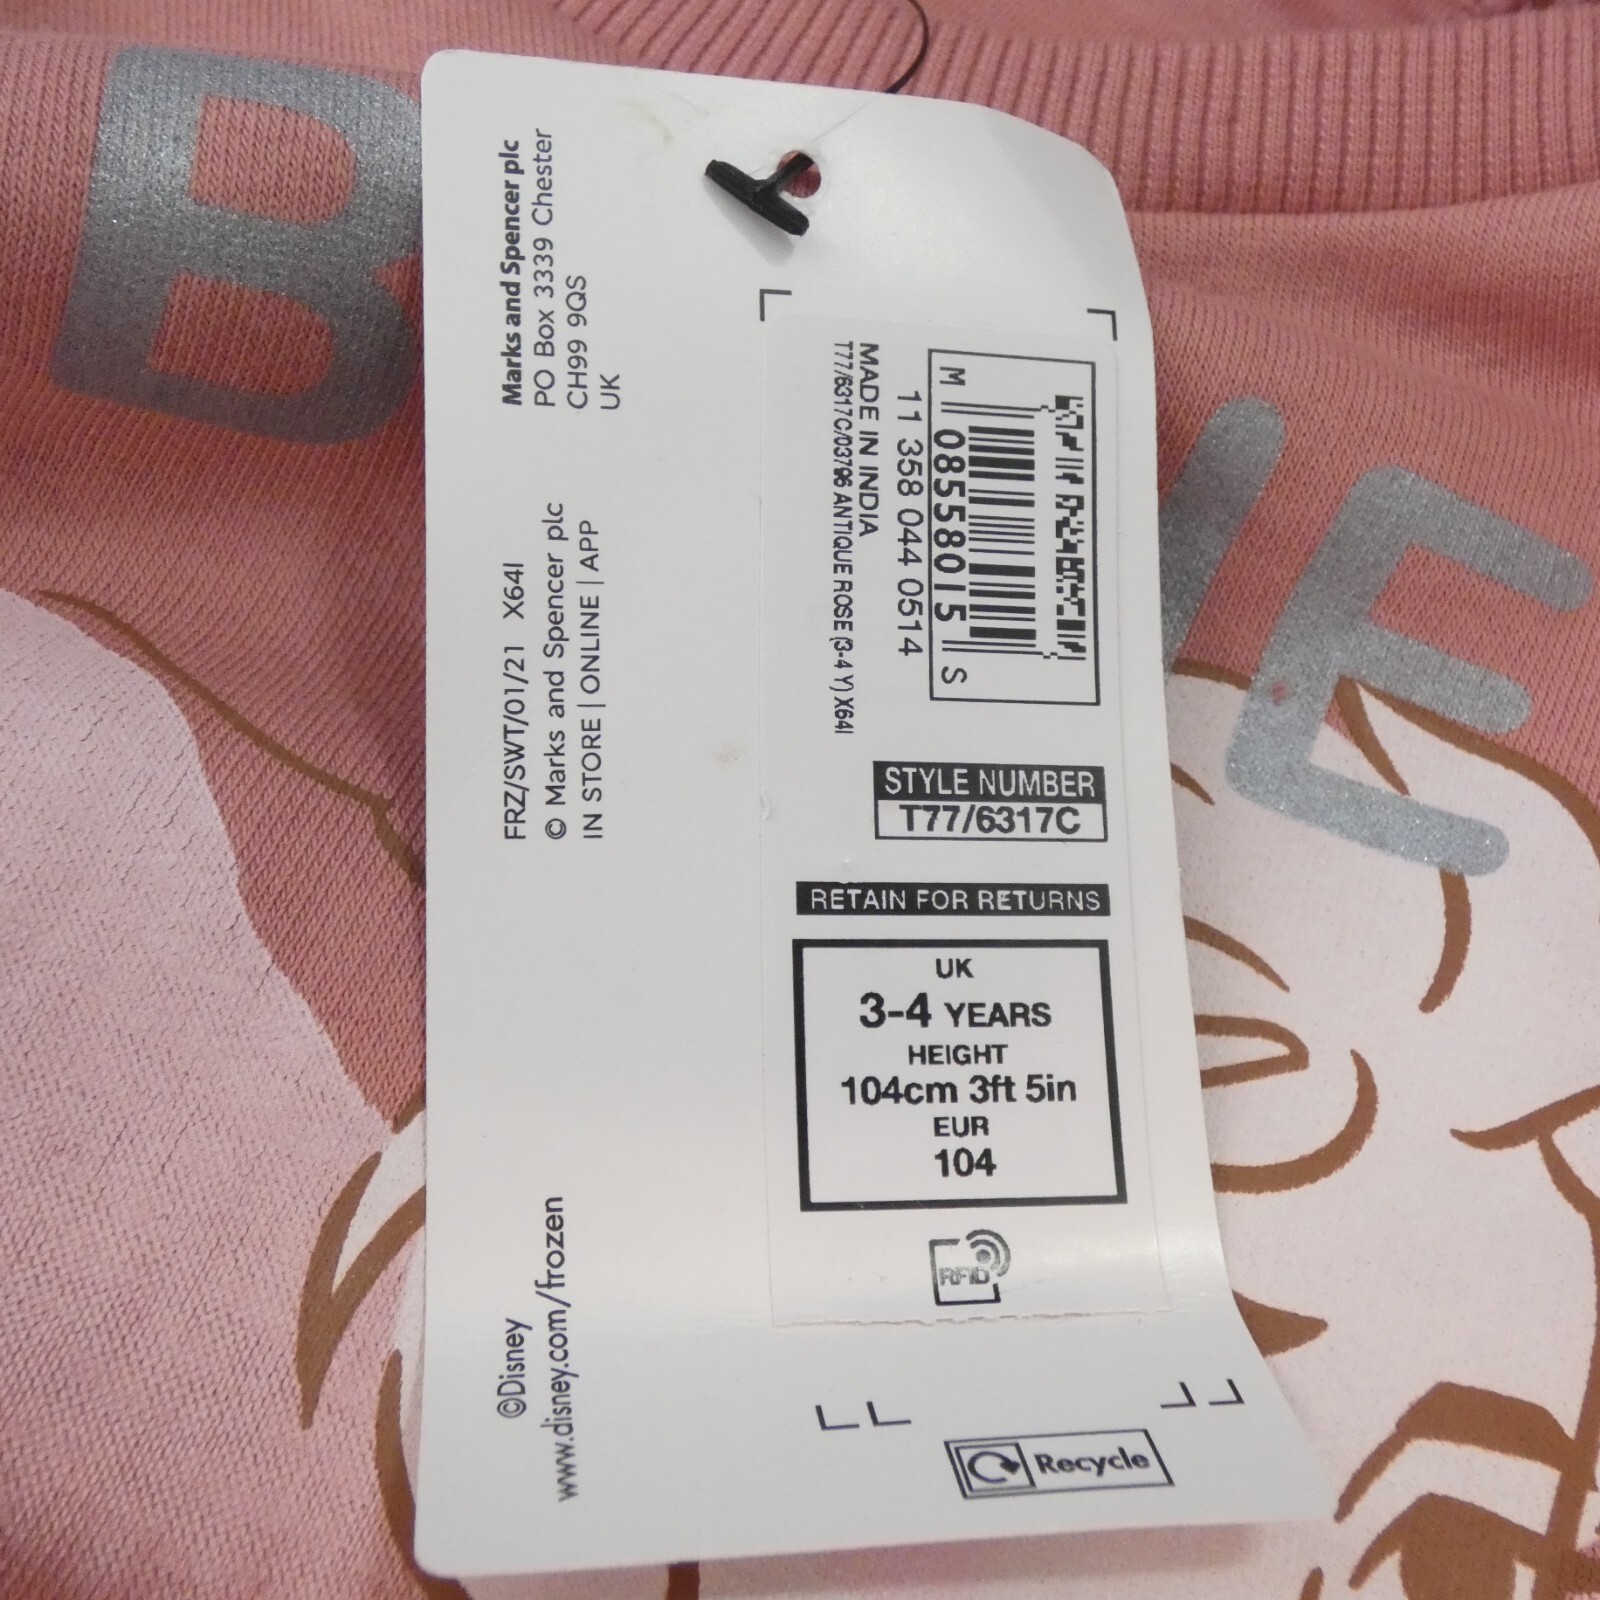 Marks and Spencer plc
PO Box 3339 Chester
CH99 9QS
UK
FRZ/SWT/01/21 X64I
© Marks and Spencer plc
IN STORE | ONLINE | APP
©Disney
www.disney.com/frozen
M 08558015 S
11 358 044 0514
MADE IN INDIA
T77/6317C/03796 ANTIQUE ROSE (3-4 Y) X64I
STYLE NUMBER
T77/6317C
RETAIN FOR RETURNS
UK
3-4 YEARS
HEIGHT
104cm 3ft 5in
EUR
104
RFID
Recycle